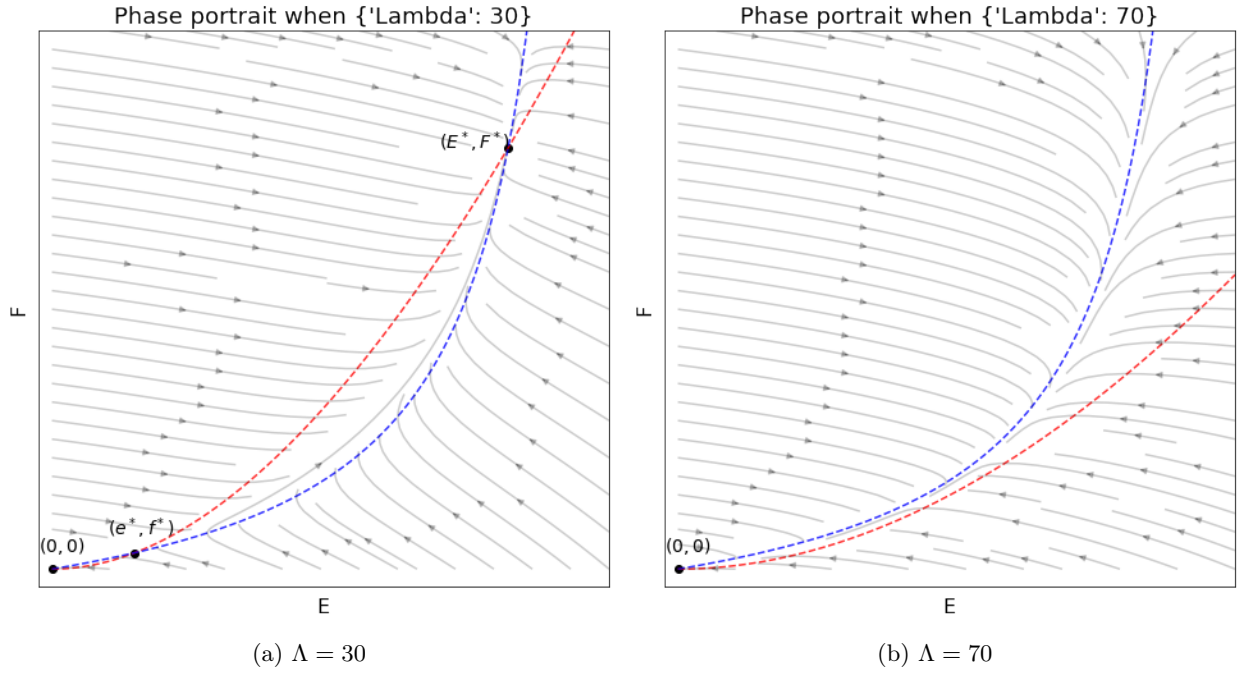 Phase portrait when {'Lambda': 30}
F
(E*, F*)
(e*, f*)
(0, 0)
E
(a) Λ = 30
Phase portrait when {'Lambda': 70}
F
(0, 0)
E
(b) Λ = 70